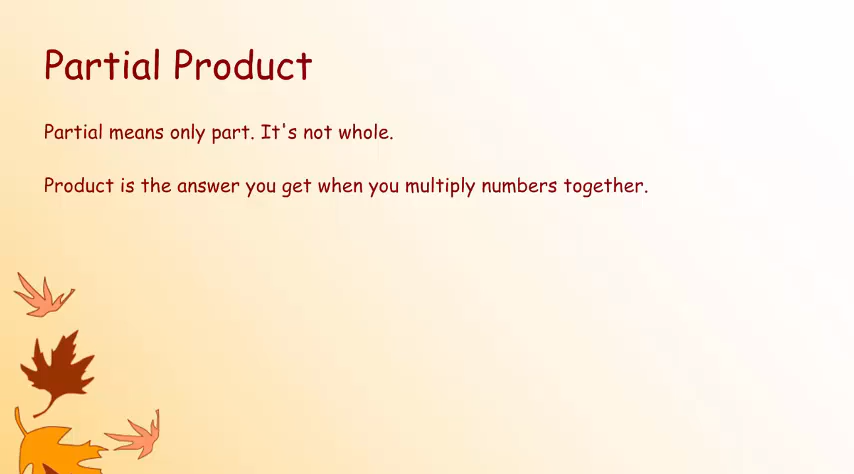 Partial Product
Partial means only part. It's not whole.
Product is the answer you get when you multiply numbers together.